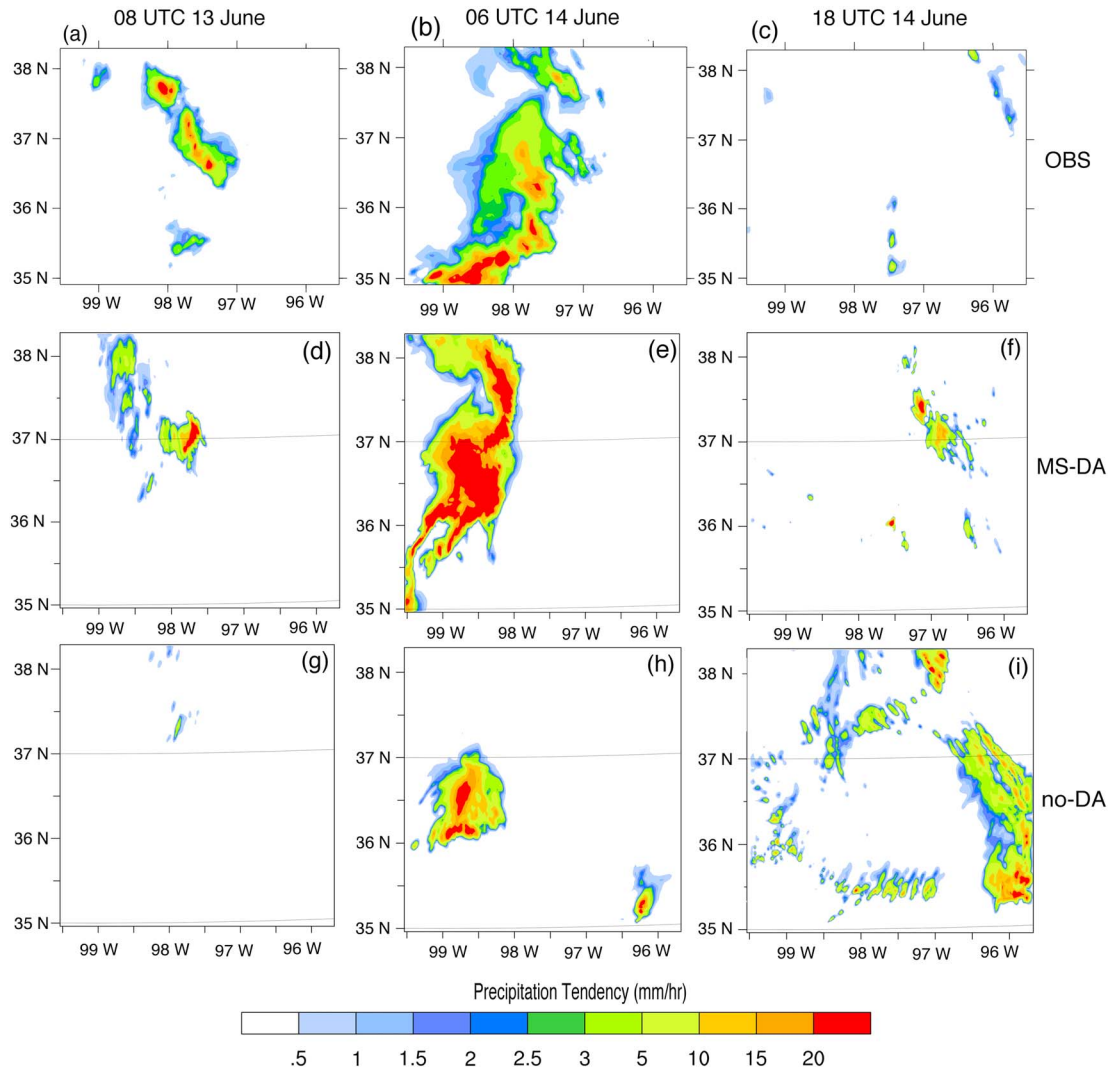 08 UTC 13 June
06 UTC 14 June
18 UTC 14 June
(a)
(b)
(c)
38 N
37 N
36 N
35 N
99 W 98 W 97 W 96 W
38 N
37 N
36 N
35 N
99 W 98 W 97 W 96 W
38 N
37 N
36 N
35 N
99 W 98 W 97 W 96 W
OBS
(d)
(e)
(f)
38 N
37 N
36 N
35 N
99 W 98 W 97 W 96 W
38 N
37 N
36 N
35 N
99 W 98 W 97 W 96 W
38 N
37 N
36 N
35 N
99 W 98 W 97 W 96 W
MS-DA
(g)
(h)
(i)
38 N
37 N
36 N
35 N
99 W 98 W 97 W 96 W
38 N
37 N
36 N
35 N
99 W 98 W 97 W 96 W
38 N
37 N
36 N
35 N
99 W 98 W 97 W 96 W
no-DA
Precipitation Tendency (mm/hr)
.5 1 1.5 2 2.5 3 5 10 15 20